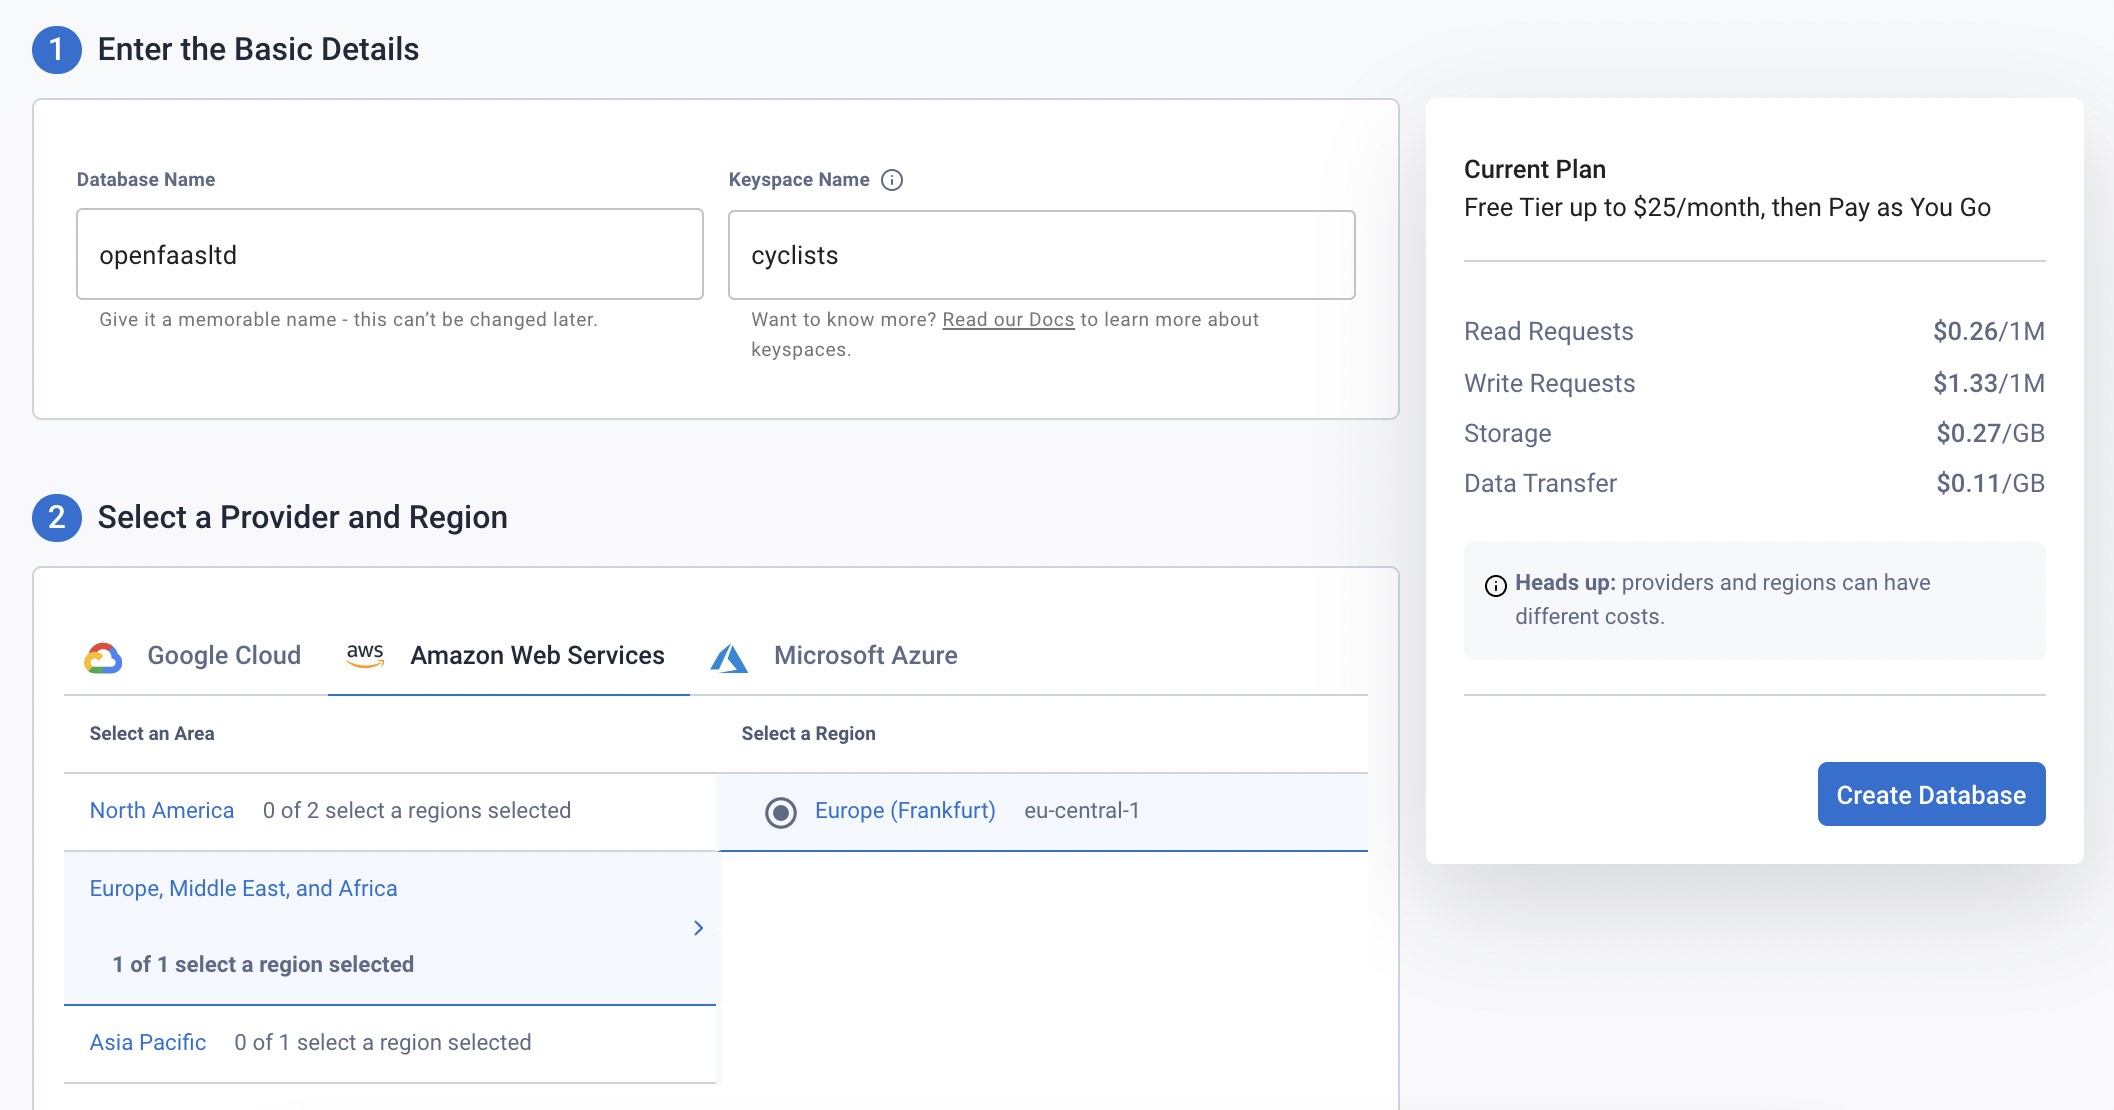 1 Enter the Basic Details
Database Name
openfaasltd
Give it a memorable name - this can’t be changed later.
Keyspace Name
cyclists
Want to know more? Read our Docs to learn more about
keyspaces.
2 Select a Provider and Region
Google Cloud
aws Amazon Web Services
Microsoft Azure
Select an Area
Select a Region
North America 0 of 2 select a regions selected
Europe (Frankfurt) eu-central-1
Europe, Middle East, and Africa
1 of 1 select a region selected
Asia Pacific 0 of 1 select a region selected
Current Plan
Free Tier up to $25/month, then Pay as You Go
Read Requests $0.26/1M
Write Requests $1.33/1M
Storage $0.27/GB
Data Transfer $0.11/GB
Heads up: providers and regions can have
different costs.
Create Database